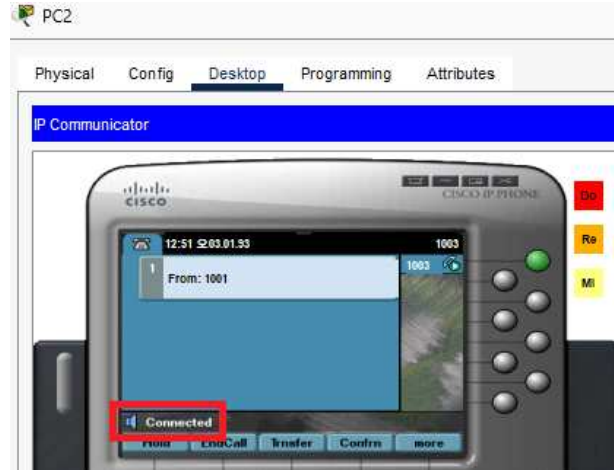 PC2
Physical Config Desktop Programming Attributes
IP Communicator
CISCO
CISCO IP PHONE
Do
12:51 오03.01.93 1003
Re
1 From: 1001
1003
MI
Connected
Hold EndCall Trnsfer Confrn more